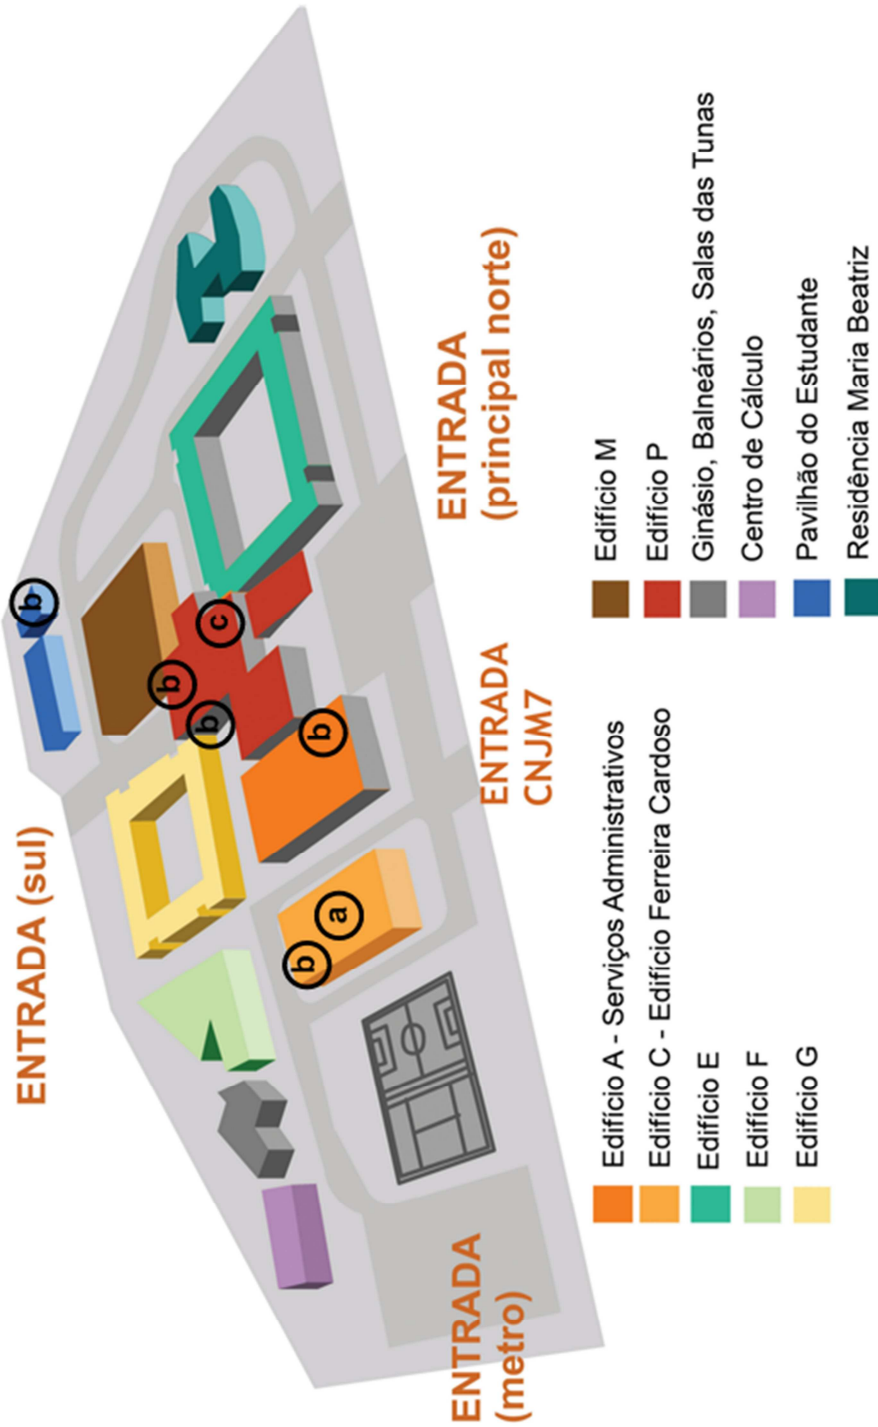 ENTRADA (sul)
b
b
b
c
b
a
b
ENTRADA
(metro)
ENTRADA
CNJM7
ENTRADA
(principal norte)
Edifício A - Serviços Administrativos
Edifício C - Edifício Ferreira Cardoso
Edifício E
Edifício F
Edifício G
Edifício M
Edifício P
Ginásio, Balneários, Salas das Tunas
Centro de Cálculo
Pavilhão do Estudante
Residência Maria Beatriz